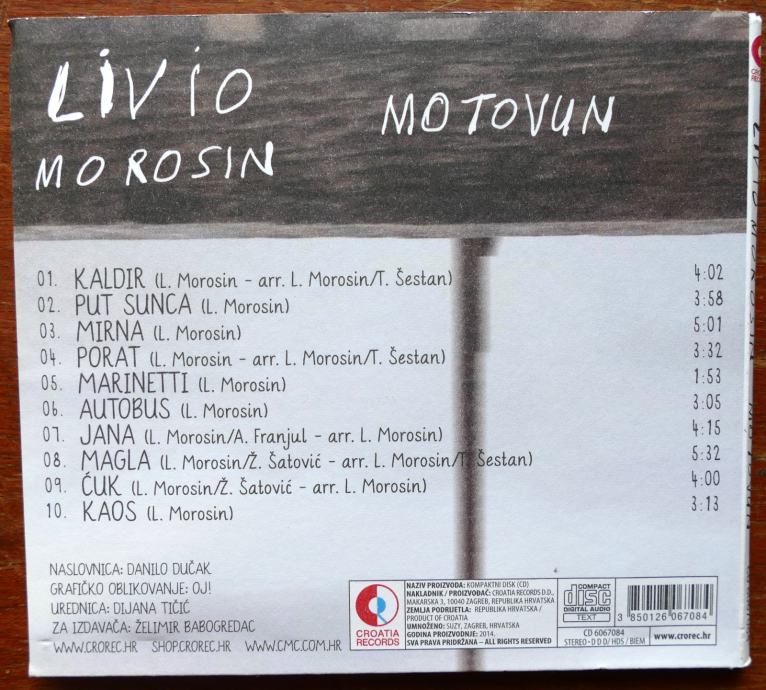 LiVio
MOROSIN
MOTOVUN
01. KALDIR (L. Morosin - arr. L. Morosin/T. Šestan) 4:02
02. PUT SUNCA (L. Morosin) 3:58
03. MIRNA (L. Morosin) 5:01
04. PORAT (L. Morosin - arr. L. Morosin/T. Šestan) 3:32
05. MARINETTI (L. Morosin) 1:53
06. AUTOBUS (L. Morosin) 3:05
07. JANA (L. Morosin/A. Franjul - arr. L. Morosin) 4:15
08. MAGLA (L. Morosin/Ž. Šatović - arr. L. Morosin/T. Šestan) 5:32
09. ĆUK (L. Morosin/Ž. Šatović - arr. L. Morosin) 4:00
10. KAOS (L. Morosin) 3:13
NASLOVNICA: DANILO DUČAK
GRAFIČKO OBLIKOVANJE: OJ!
UREDNICA: DIJANA TIČIĆ
ZA IZDAVAČA: ŽELIMIR BABOGREDAC
WWW.CROREC.HR SHOP.CROREC.HR WWW.CMC.COM.HR
CROATIA
RECORDS
NAZIV PROIZVODA: KOMPAKTNI DISK (CD)
NAKLADNIK / PROIZVOĐAČ: CROATIA RECORDS D.D.,
MAKARSKA 3, 10040 ZAGREB, REPUBLIKA HRVATSKA
ZEMLJA PODRIJETLA: REPUBLIKA HRVATSKA /
PRODUCT OF CROATIA
UMNOŽENO: SUZY, ZAGREB, HRVATSKA
GODINA PROIZVODNJE: 2014.
SVA PRAVA PRIDRŽANA – ALL RIGHTS RESERVED
COMPACT
disc
DIGITAL AUDIO
TEXT
CD 6067084
STEREO - D D D / HDS / BIEM
3 850126 067084
www.crorec.hr
LIVIO MOROSIN MOTOVUN